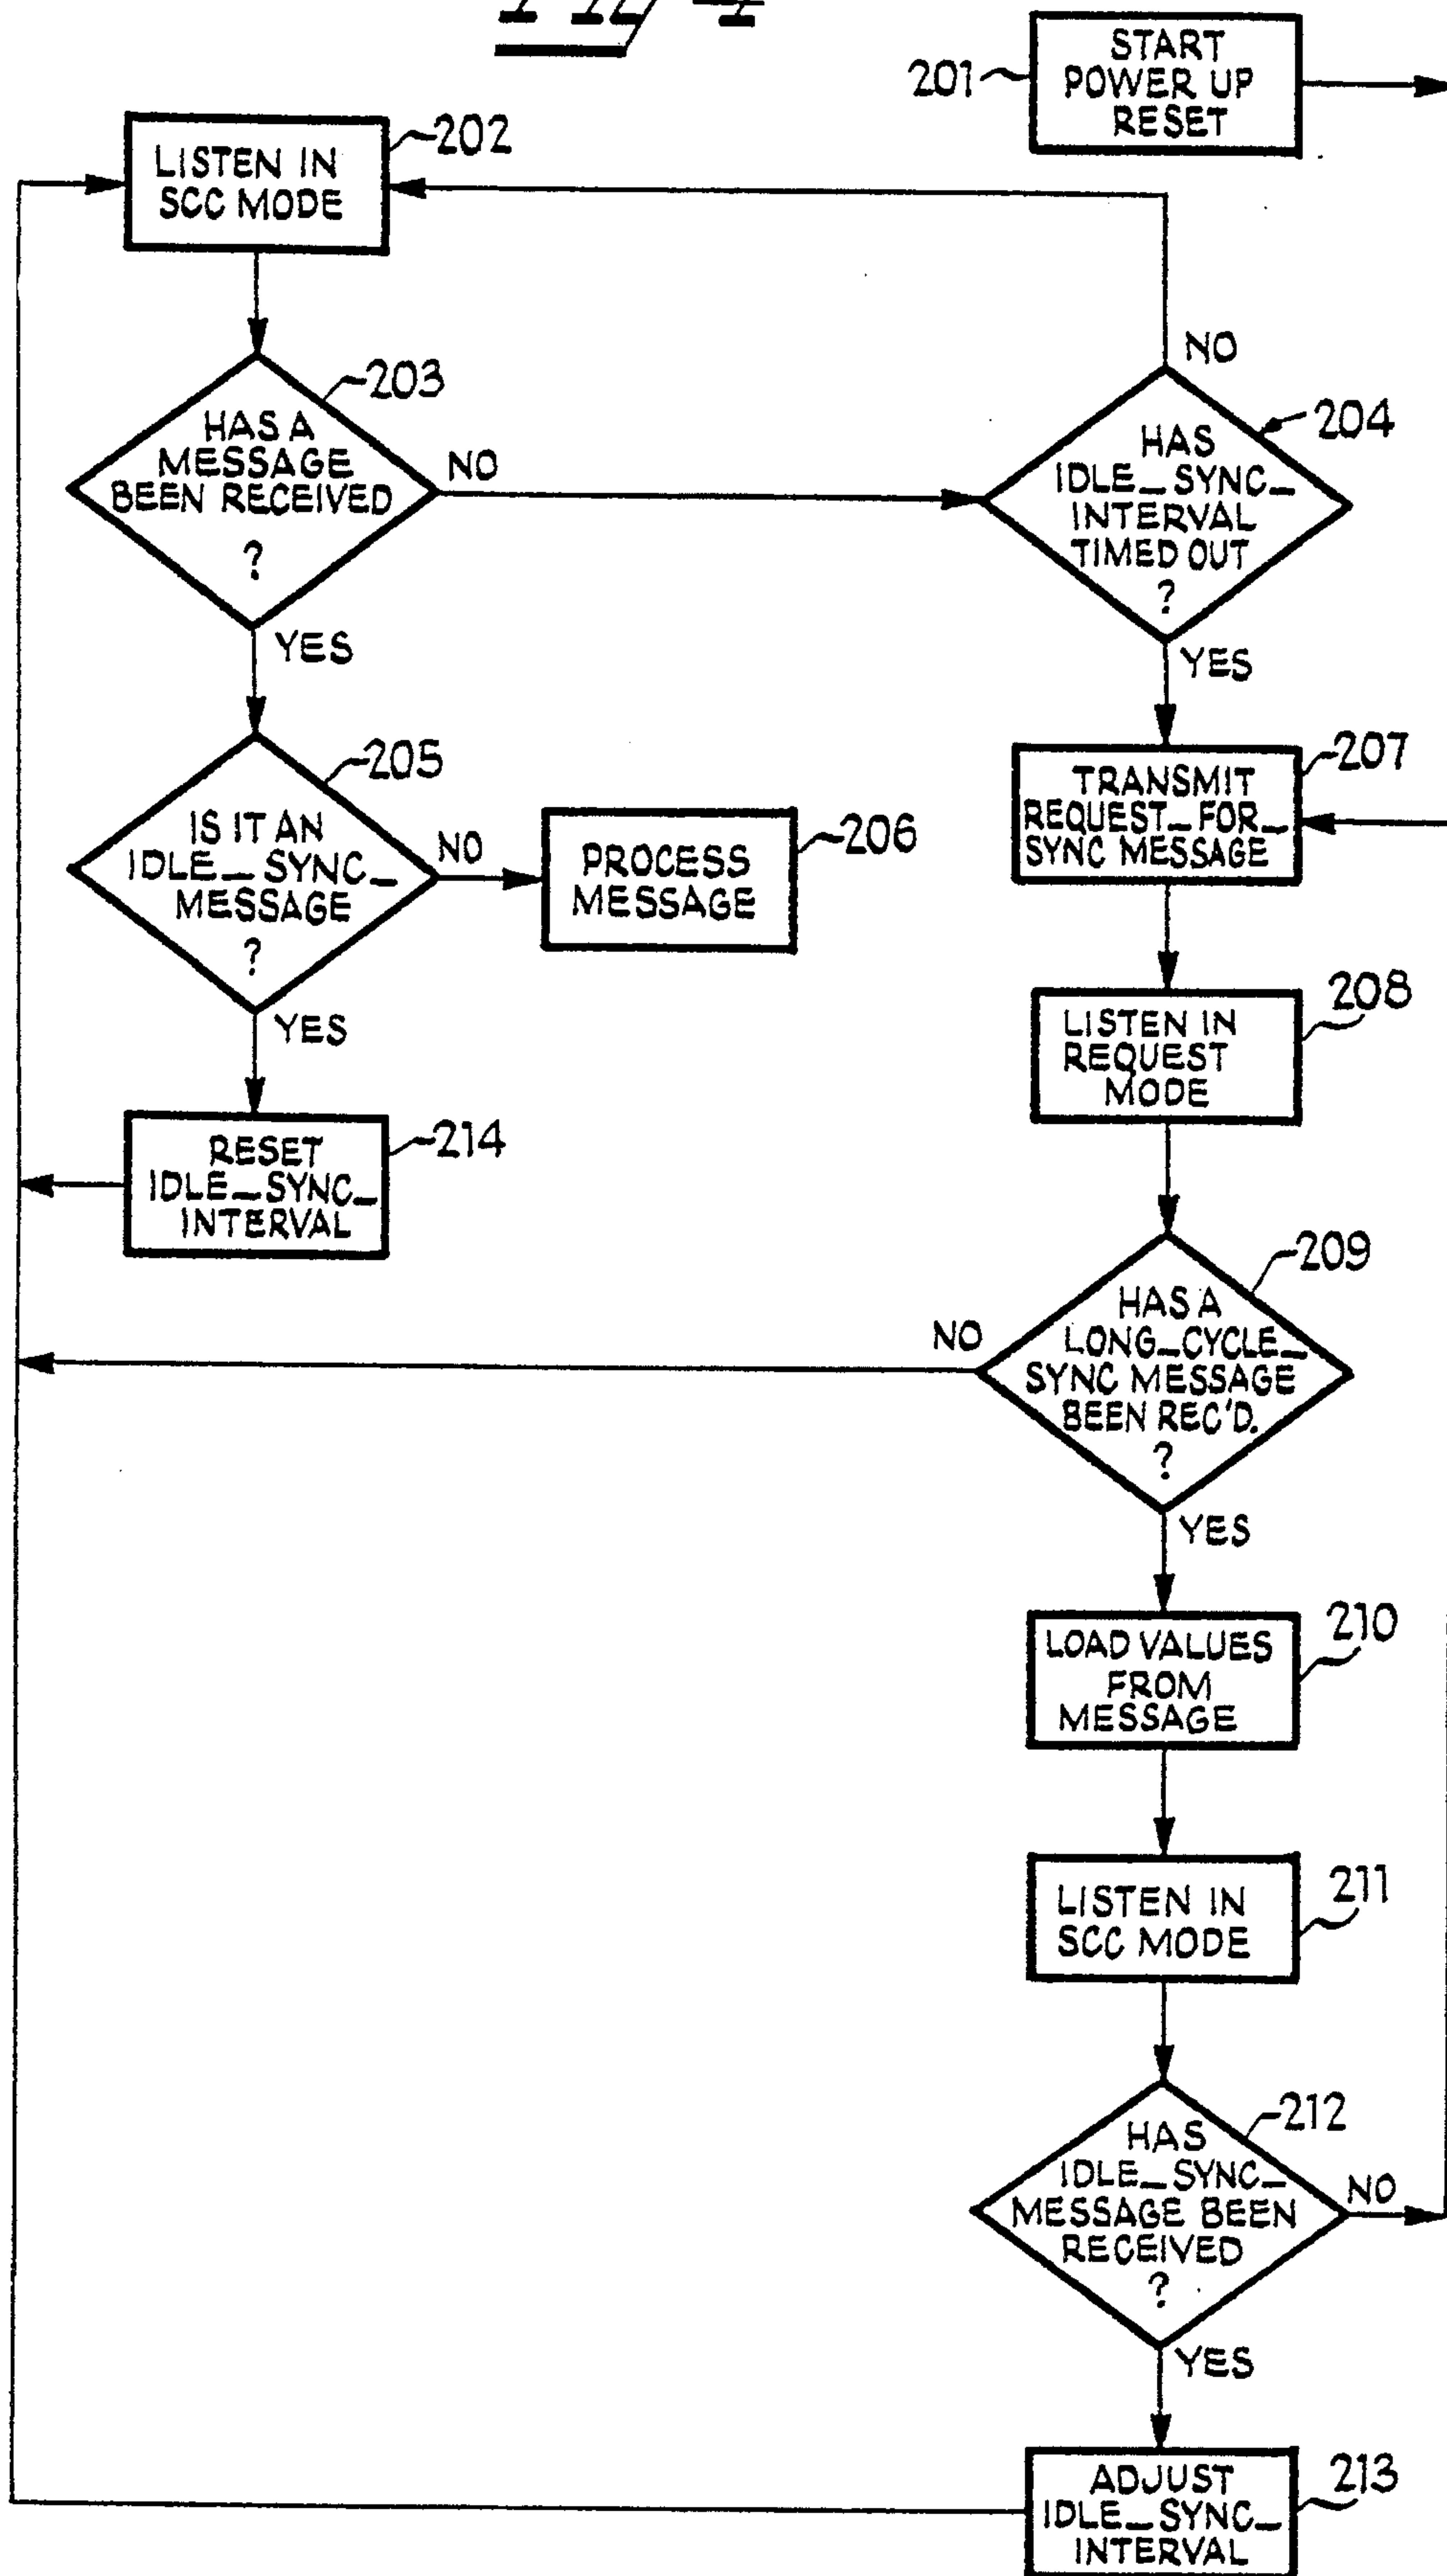 201
START
POWER UP
RESET
202
LISTEN IN
SCC MODE
203
HAS A
MESSAGE
BEEN RECEIVED
?
NO
YES
204
HAS
IDLE_SYNC_
INTERVAL
TIMED OUT
?
NO
YES
205
IS IT AN
IDLE_SYNC_
MESSAGE
?
NO
YES
206
PROCESS
MESSAGE
207
TRANSMIT
REQUEST_FOR_
SYNC MESSAGE
208
LISTEN IN
REQUEST
MODE
214
RESET
IDLE_SYNC_
INTERVAL
209
HAS A
LONG_CYCLE_
SYNC MESSAGE
BEEN REC'D.
?
NO
YES
210
LOAD VALUES
FROM
MESSAGE
211
LISTEN IN
SCC MODE
212
HAS
IDLE_SYNC_
MESSAGE BEEN
RECEIVED
?
NO
YES
213
ADJUST
IDLE_SYNC_
INTERVAL